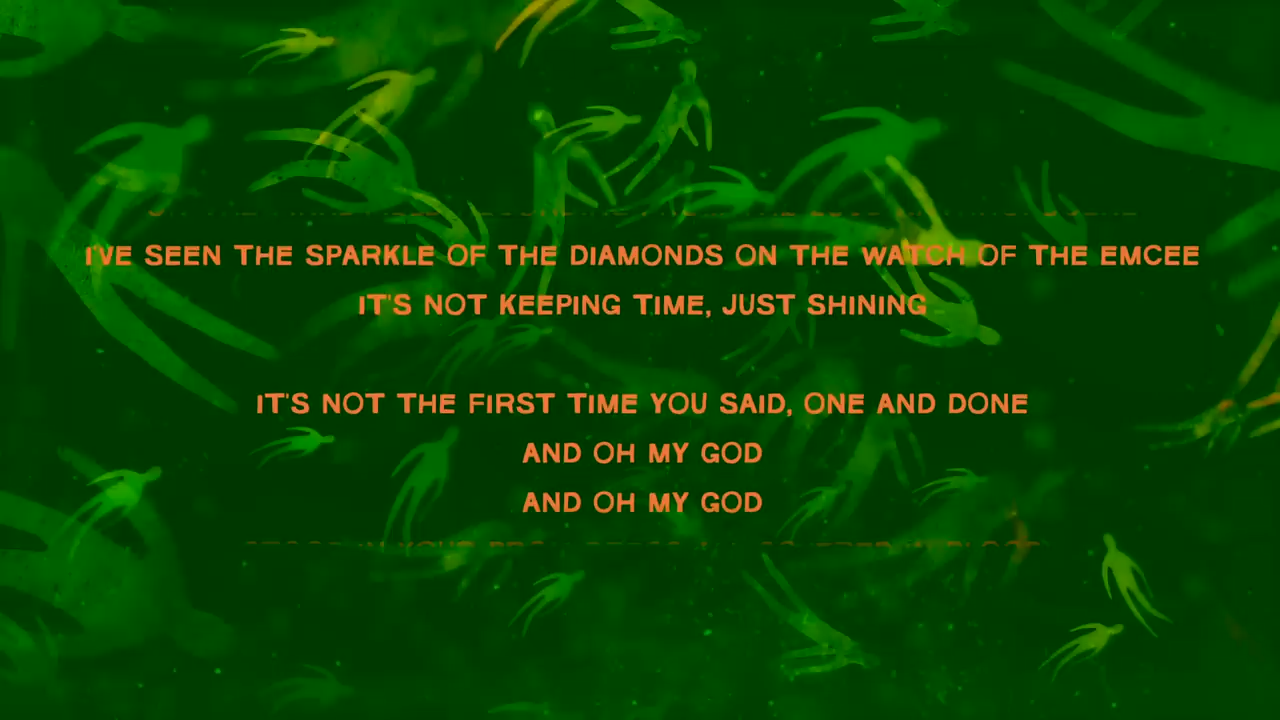 I'VE SEEN THE SPARKLE OF THE DIAMONDS ON THE WATCH OF THE EMCEE
IT'S NOT KEEPING TIME, JUST SHINING
IT'S NOT THE FIRST TIME YOU SAID, ONE AND DONE
AND OH MY GOD
AND OH MY GOD